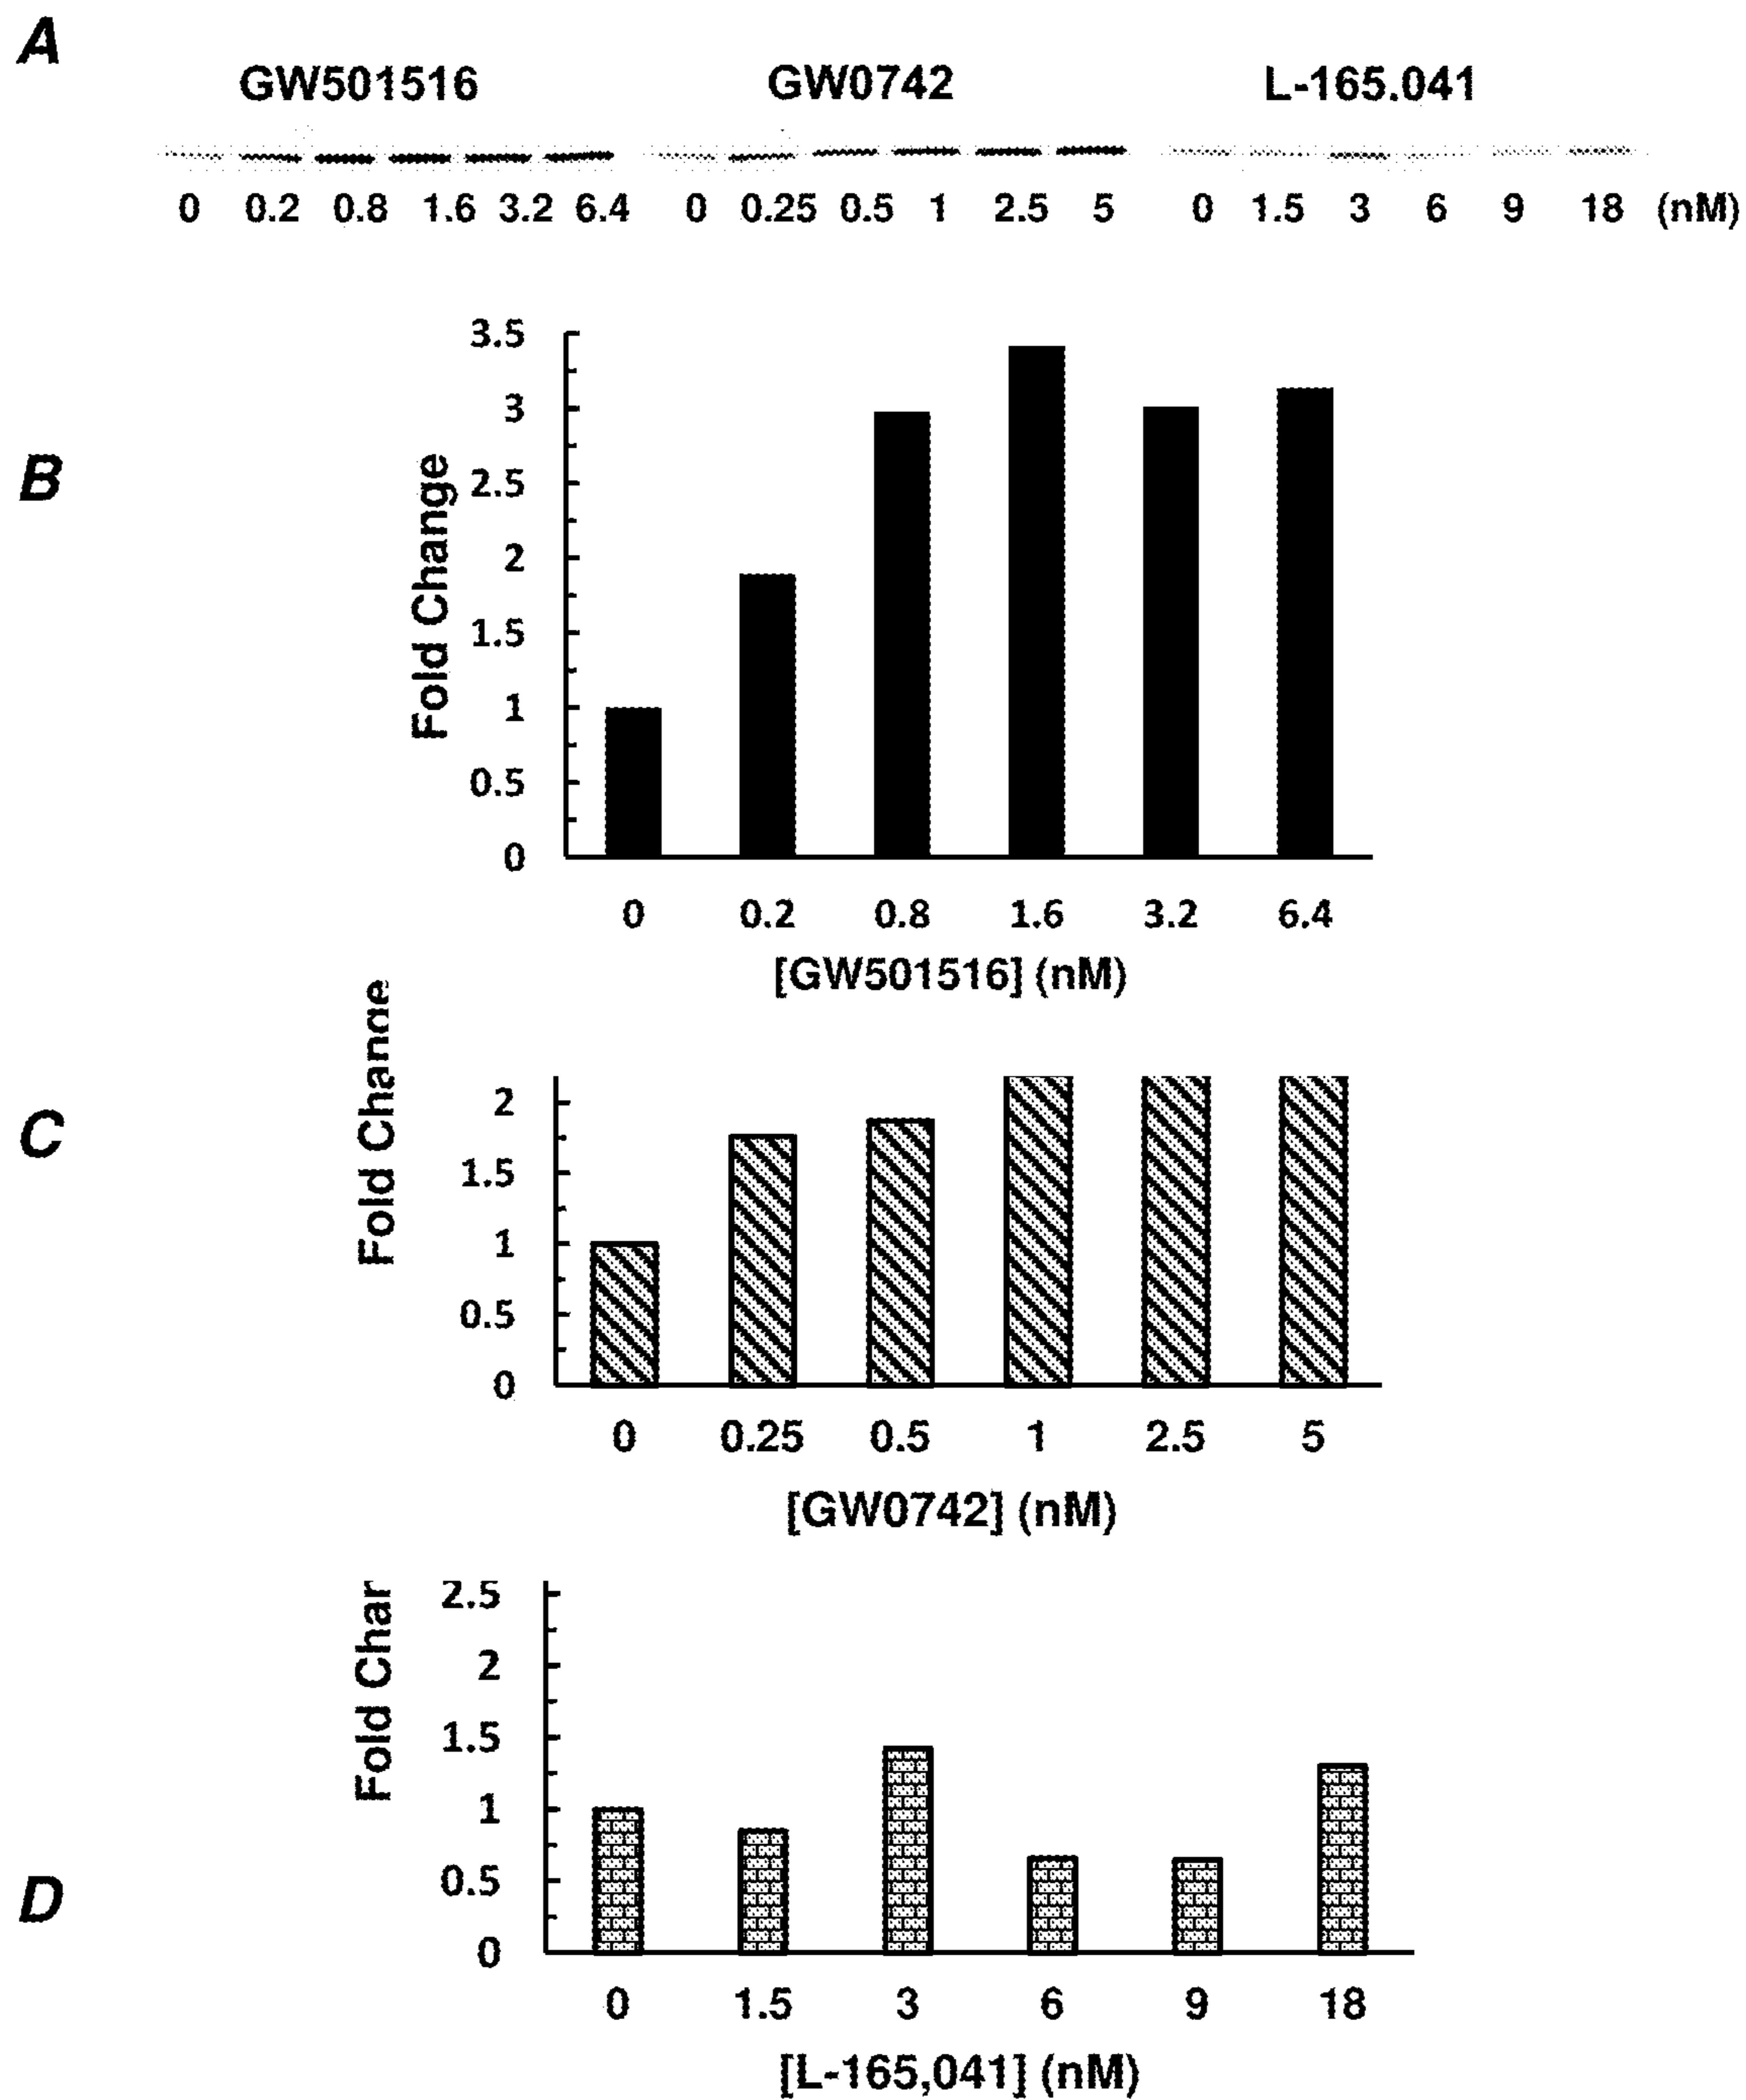 A
GW501516 GW0742 L-165.041
0 0.2 0.8 1.6 3.2 6.4 0 0.25 0.5 1 2.5 5 0 1.5 3 6 9 18 (nM)
B
Fold Change
3.5
3
2.5
2
1.5
1
0.5
0
0 0.2 0.8 1.6 3.2 6.4
[GW501516] (nM)
C
Fold Change
2
1.5
1
0.5
0
0 0.25 0.5 1 2.5 5
[GW0742] (nM)
D
Fold Char
2.5
2
1.5
1
0.5
0
0 1.5 3 6 9 18
[L-165,041] (nM)